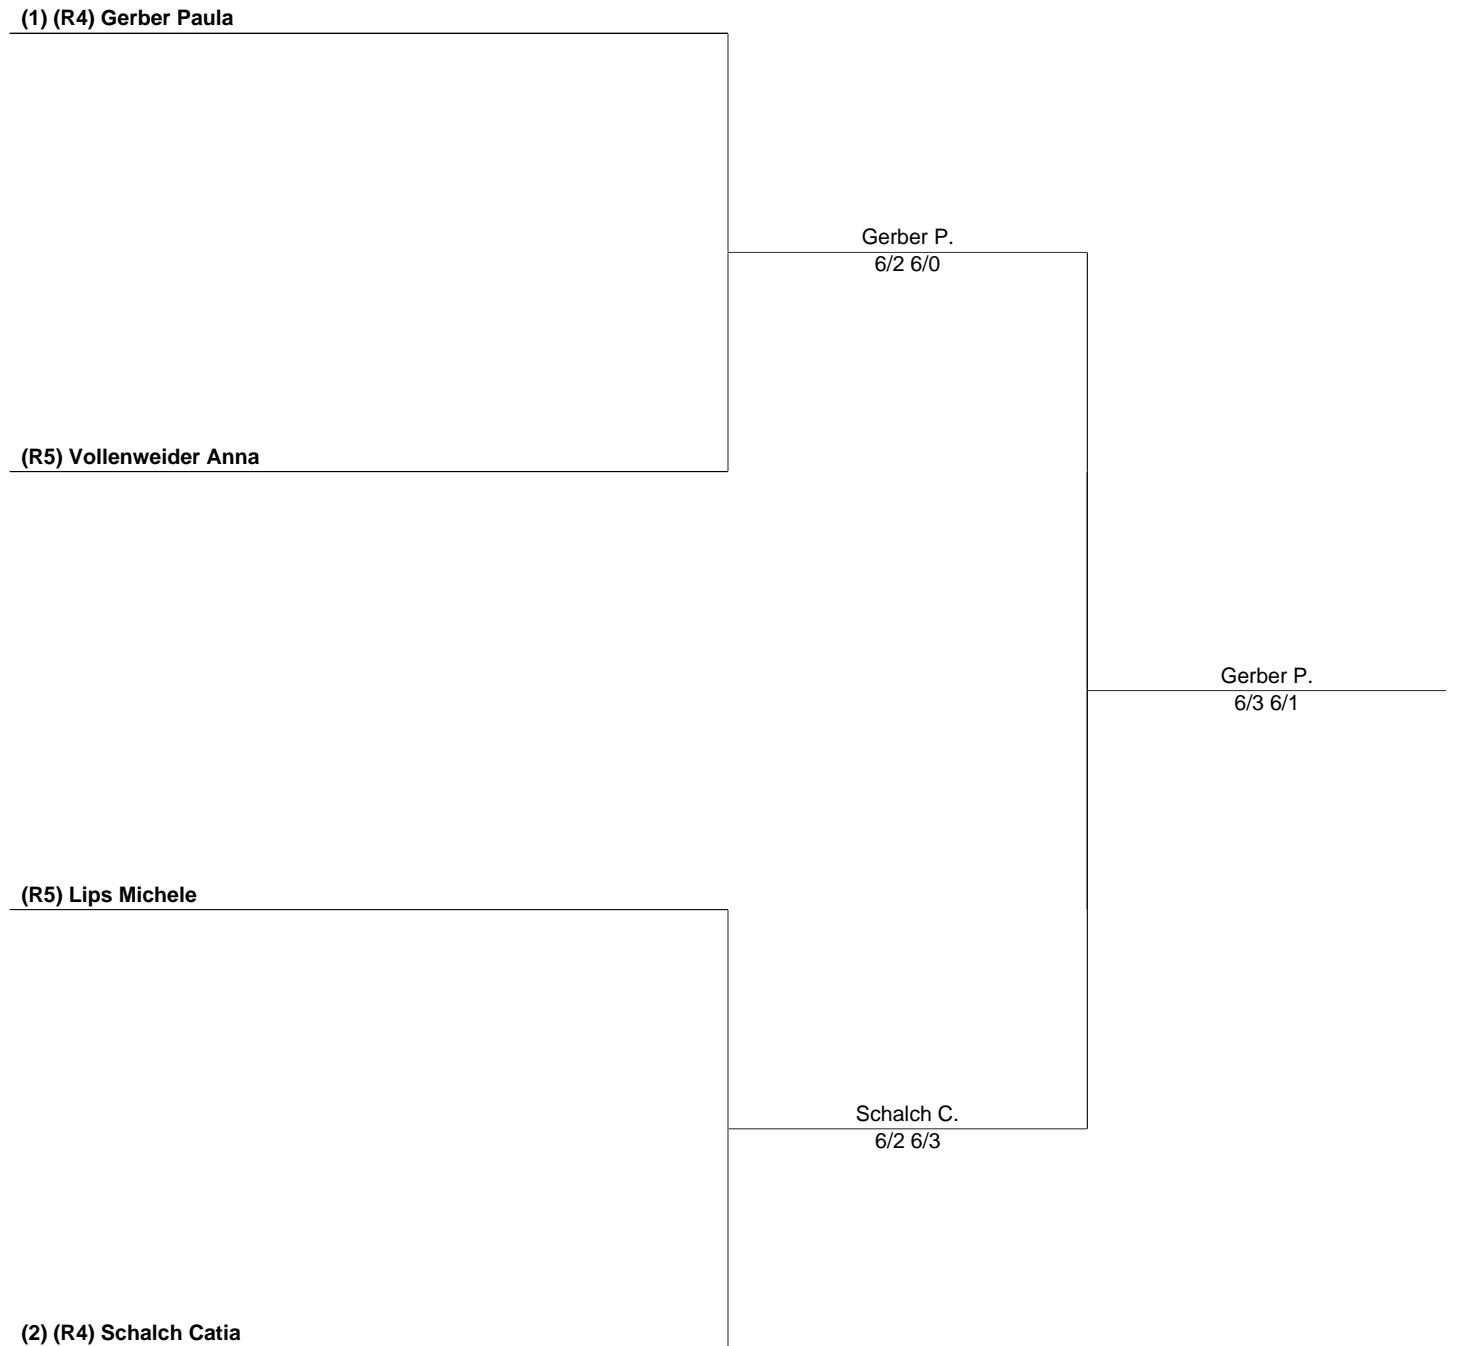 (1) (R4) Gerber Paula
Gerber P.
6/2 6/0
(R5) Vollenweider Anna
Gerber P.
6/3 6/1
(R5) Lips Michele
Schalch C.
6/2 6/3
(2) (R4) Schalch Catia